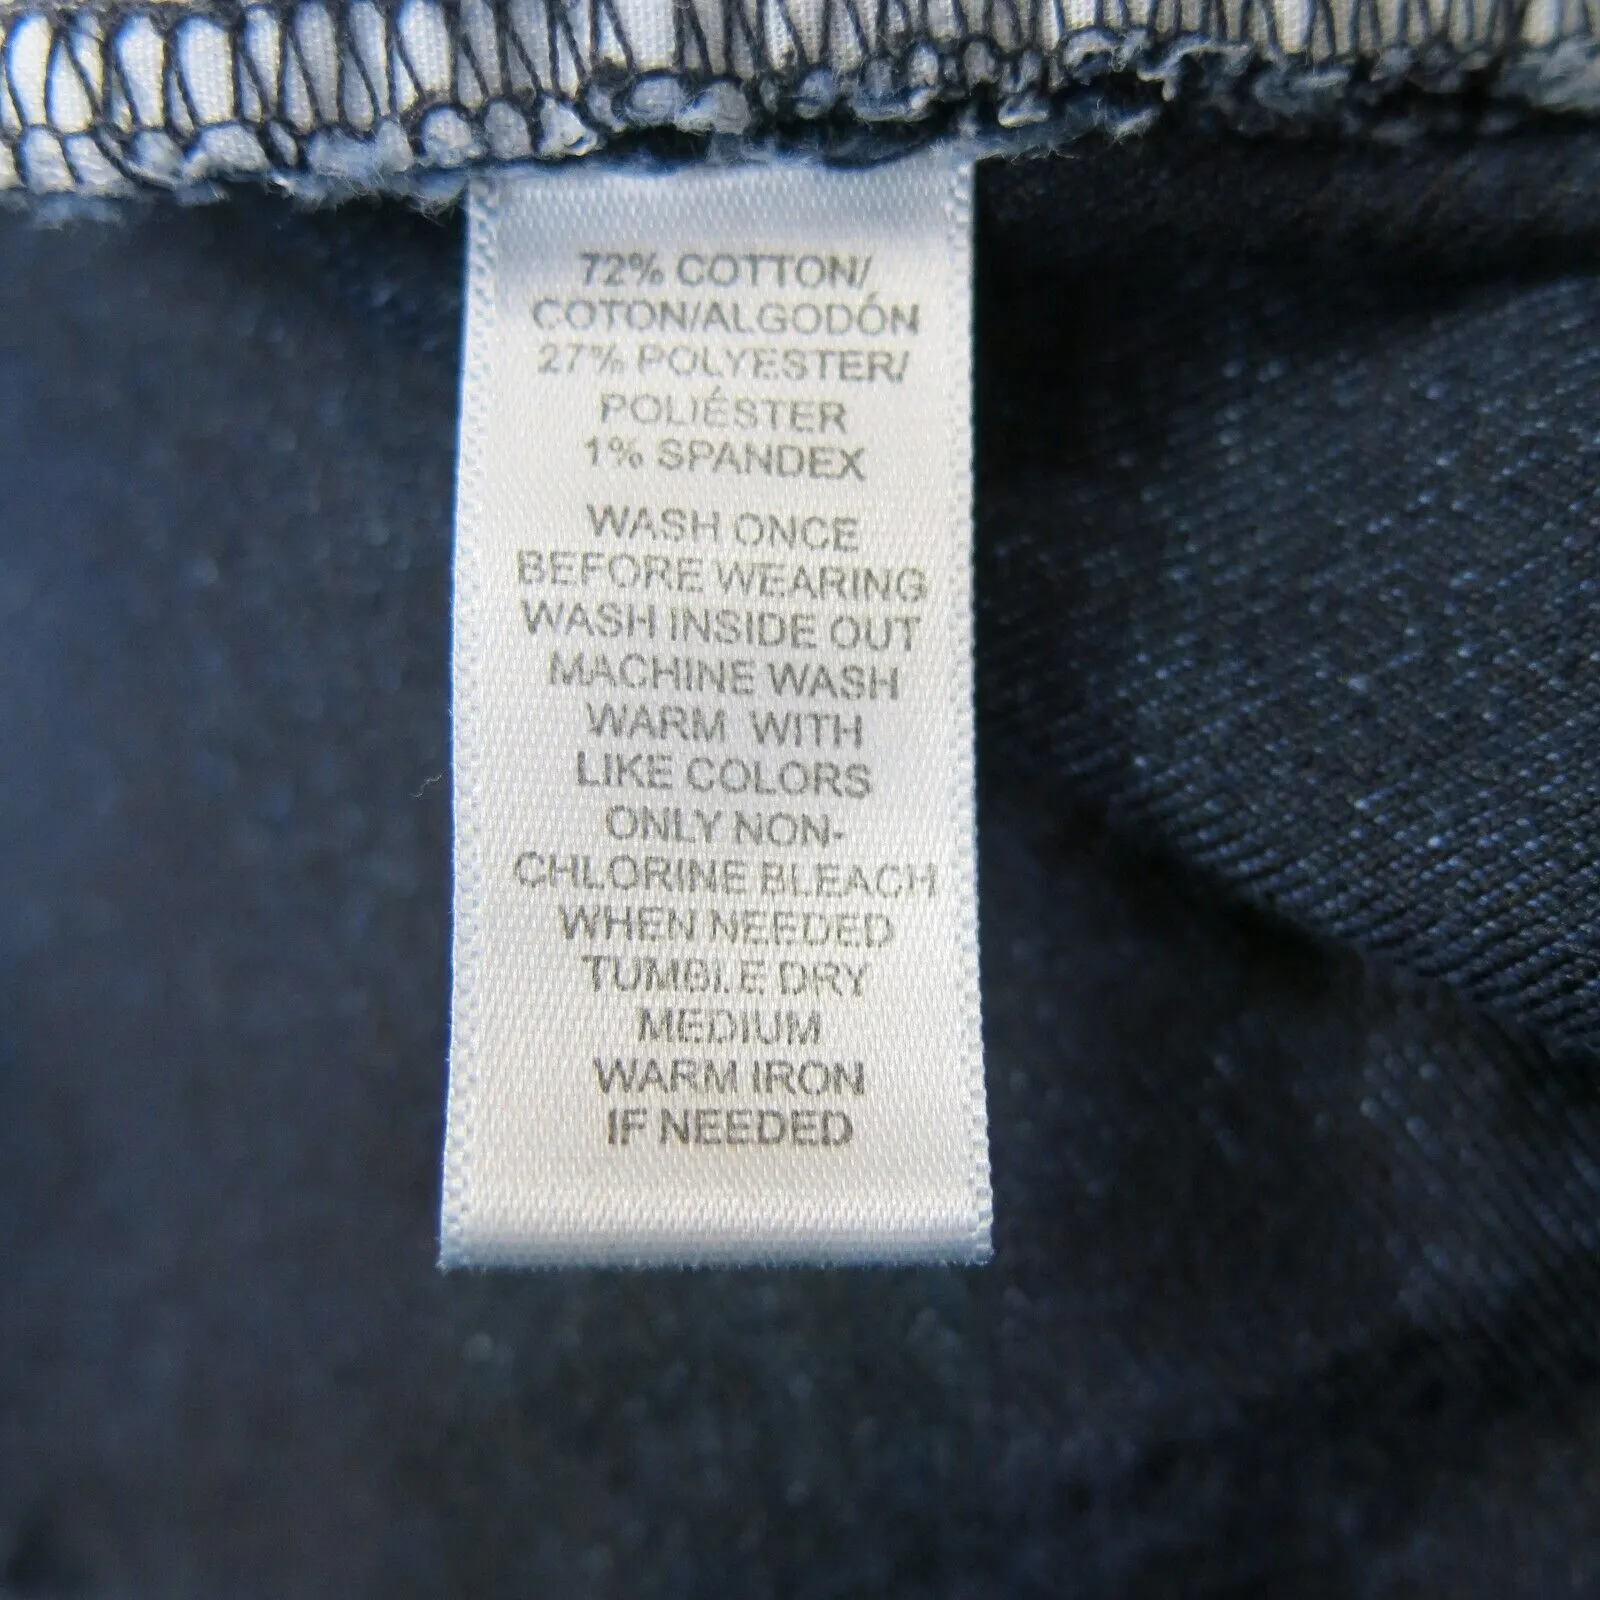 72% COTTON/
COTON/ALGODÓN
27% POLYESTER/
POLIÉSTER
1% SPANDEX
WASH ONCE
BEFORE WEARING
WASH INSIDE OUT
MACHINE WASH
WARM WITH
LIKE COLORS
ONLY NON-
CHLORINE BLEACH
WHEN NEEDED
TUMBLE DRY
MEDIUM
WARM IRON
IF NEEDED